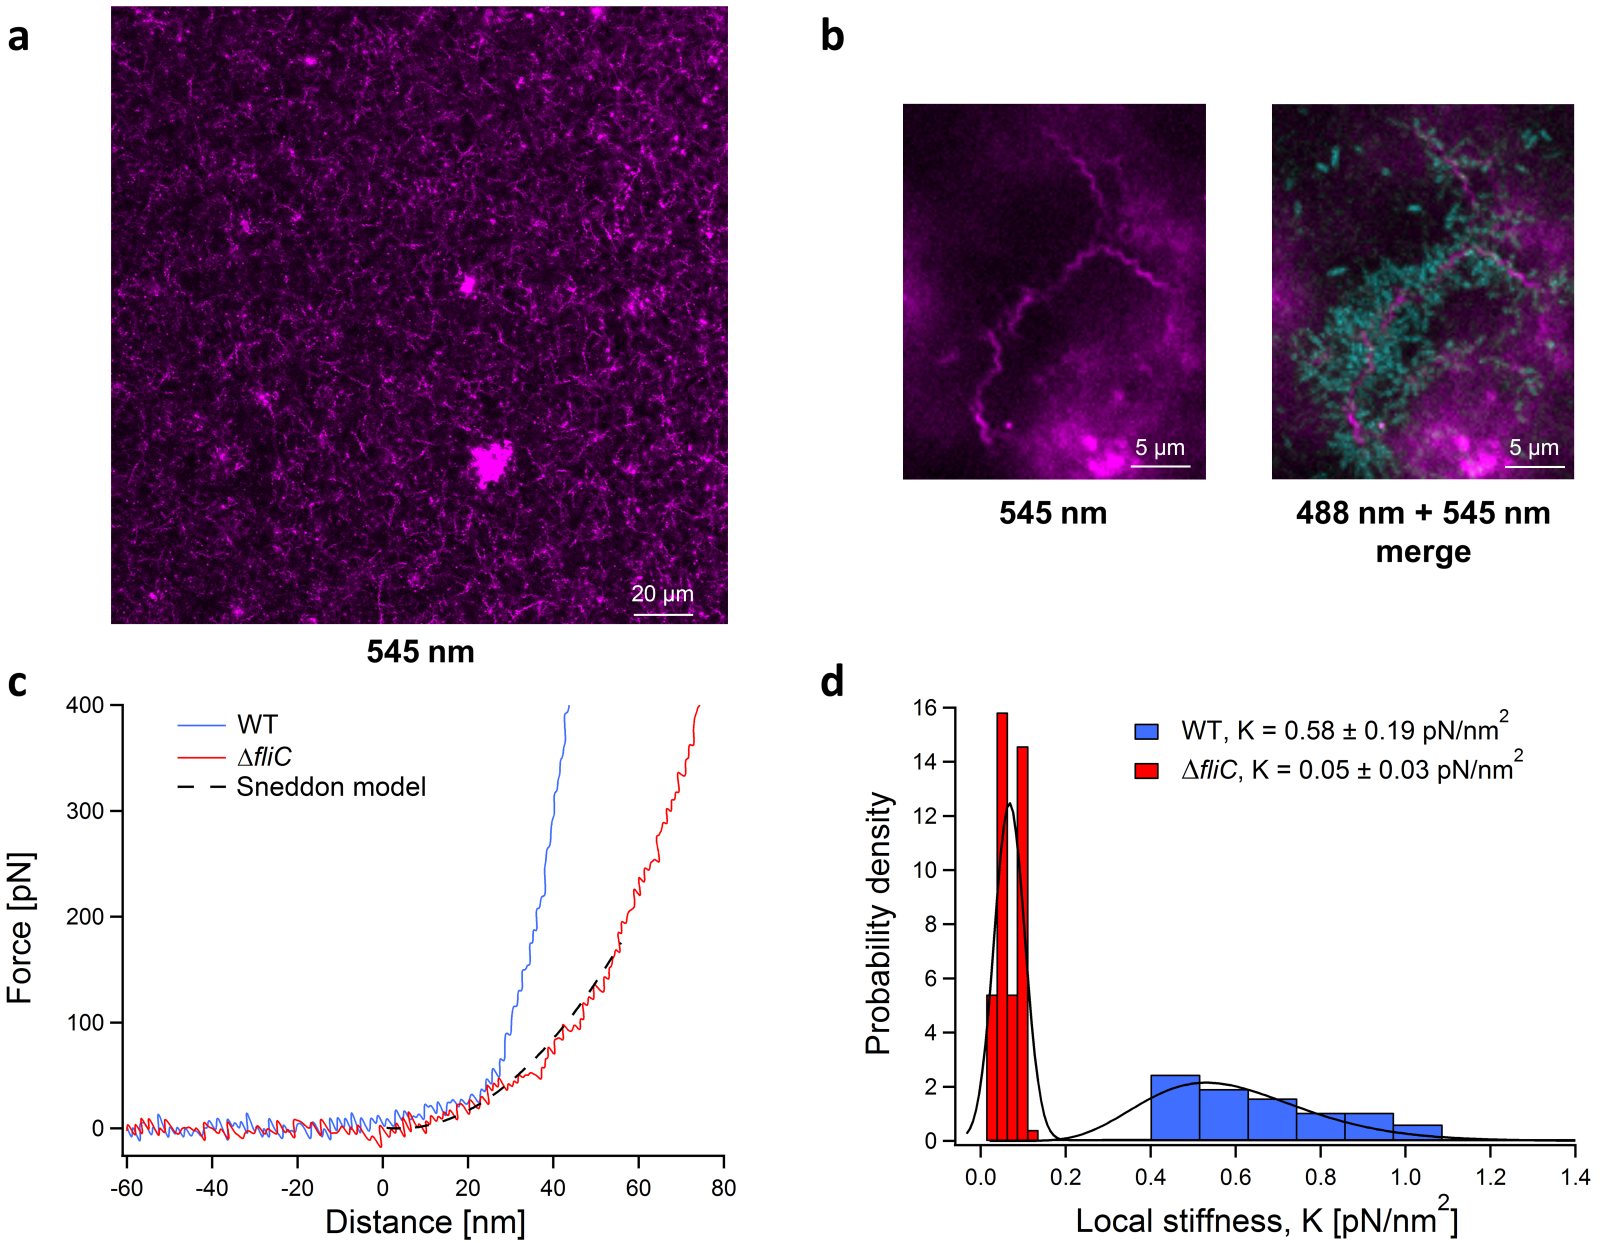 a
20 µm
545 nm
b
5 µm
545 nm
5 µm
488 nm + 545 nm
merge
c
400
300
200
100
0
Force [pN]
WT
ΔfliC
Sneddon model
-60 -40 -20 0 20 40 60 80
Distance [nm]
d
16
14
12
10
8
6
4
2
0
Probability density
WT, K = 0.58 ± 0.19 pN/nm²
ΔfliC, K = 0.05 ± 0.03 pN/nm²
0.0 0.2 0.4 0.6 0.8 1.0 1.2 1.4
Local stiffness, K [pN/nm²]